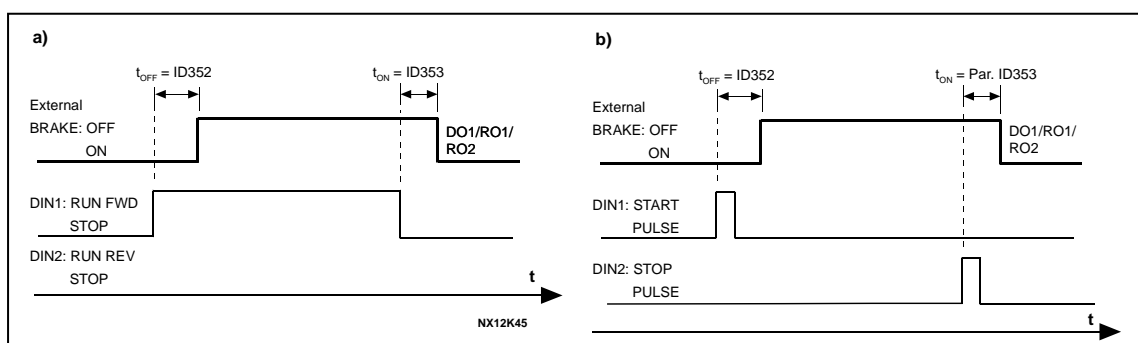 a)
t_OFF = ID352
t_ON = ID353
External
BRAKE: OFF
ON
DO1/RO1/
RO2
DIN1: RUN FWD
STOP
DIN2: RUN REV
STOP
t
NX12K45
b)
t_OFF = ID352
t_ON = Par. ID353
External
BRAKE: OFF
ON
DO1/RO1/
RO2
DIN1: START
PULSE
DIN2: STOP
PULSE
t